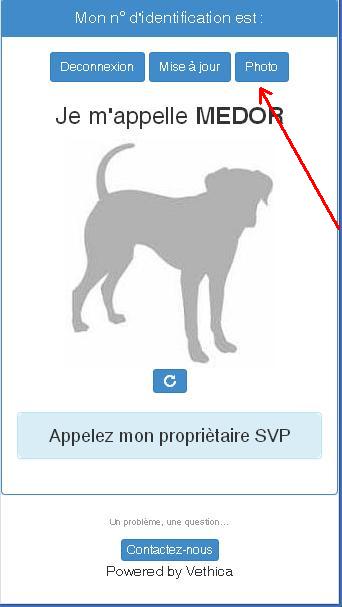 Mon n° d'identification est :
Deconnexion Mise à jour Photo
Je m'appelle MEDOR
Appelez mon propriètaire SVP
Un problème, une question...
Contactez-nous
Powered by Vethica